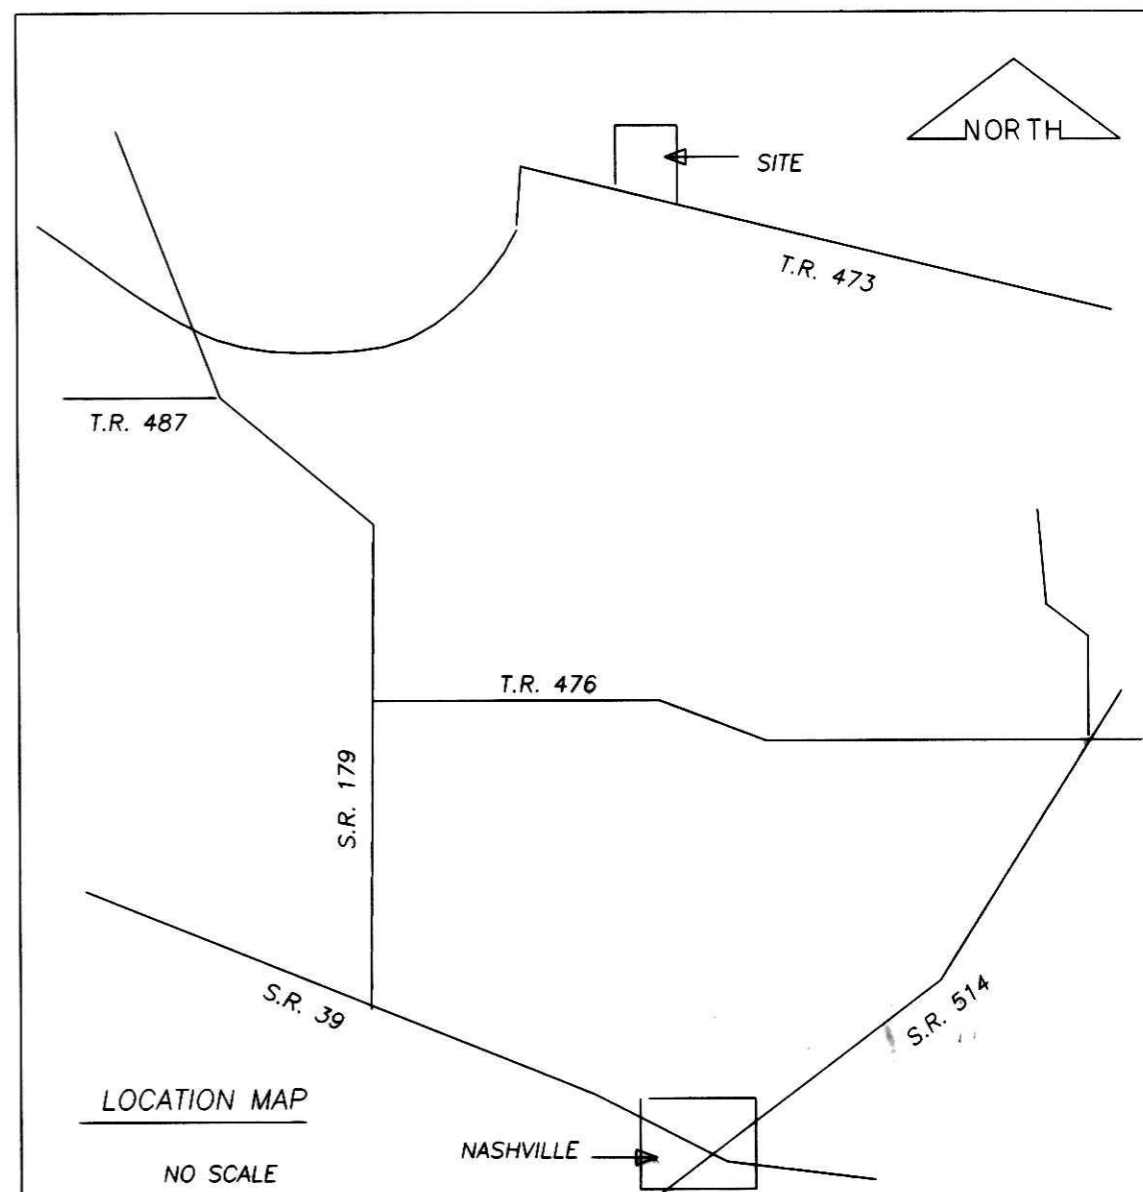 NORTH
SITE
T.R. 473
T.R. 487
T.R. 476
S.R. 179
S.R. 39
S.R. 514
LOCATION MAP
NASHVILLE
NO SCALE